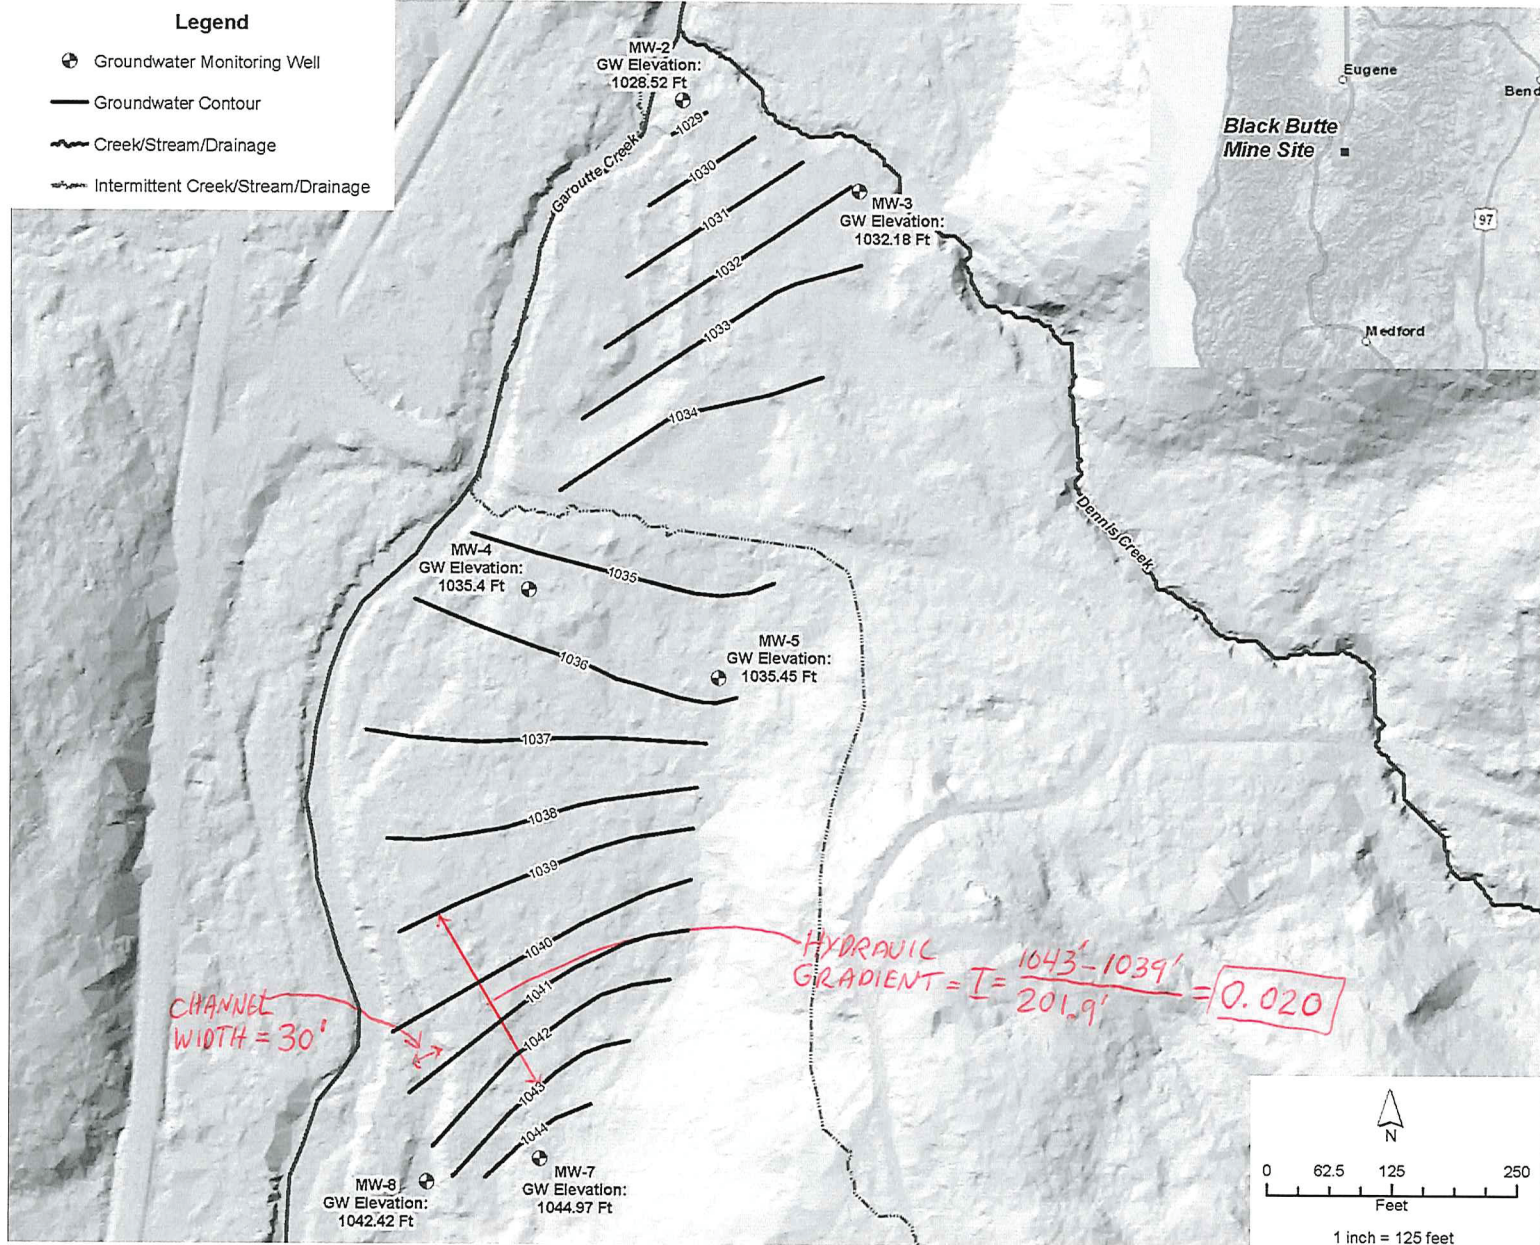 Legend
Groundwater Monitoring Well
Groundwater Contour
Creek/Stream/Drainage
Intermittent Creek/Stream/Drainage
MW-2
GW Elevation:
1028.52 Ft
Eugene
Bend
Black Butte
Mine Site
97
Medford
1029
Garoutte Creek
1030
1031
MW-3
GW Elevation:
1032.18 Ft
1032
1033
1034
Dennis Creek
MW-4
GW Elevation:
1035.4 Ft
1035
1036
MW-5
GW Elevation:
1035.45 Ft
1037
1038
1039
1040
1041
1042
1043
1044
HYDRAULIC
GRADIENT = I = 1043' - 1039'
201.9'
= 0.020
CHANNEL
WIDTH = 30'
MW-8
GW Elevation:
1042.42 Ft
MW-7
GW Elevation:
1044.97 Ft
N
0 62.5 125 250
Feet
1 inch = 125 feet